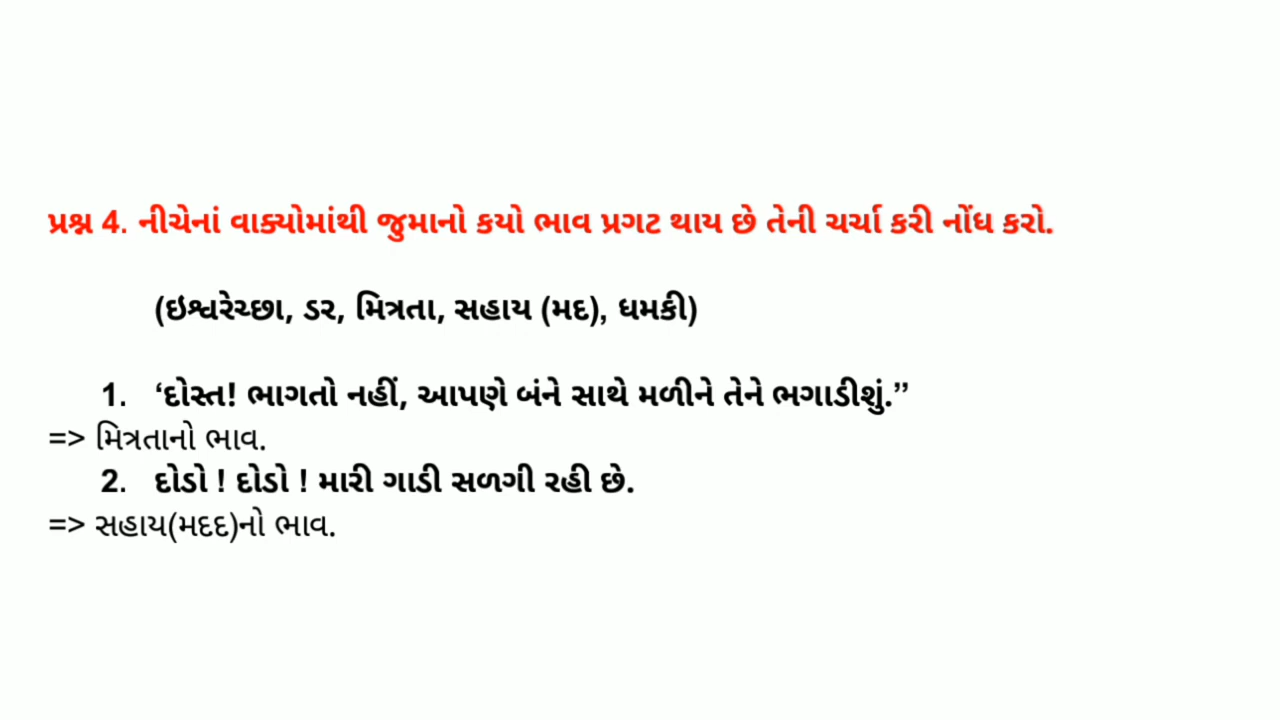 પ્રશ્ન 4. નીચેનાં વાક્યોમાંથી જુમાનો કયો ભાવ પ્રગટ થાય છે તેની ચર્ચા કરી નોંધ કરો.
(ઇશ્વરેચ્છા, ડર, મિત્રતા, સહાય (મદ), ધમકી)
1. ‘દોસ્ત! ભાગતો નહીં, આપણે બંને સાથે મળીને તેને ભગાડીશું.”
=> મિત્રતાનો ભાવ.
2. દોડો ! દોડો ! મારી ગાડી સળગી રહી છે.
=> સહાય(મદદ)નો ભાવ.